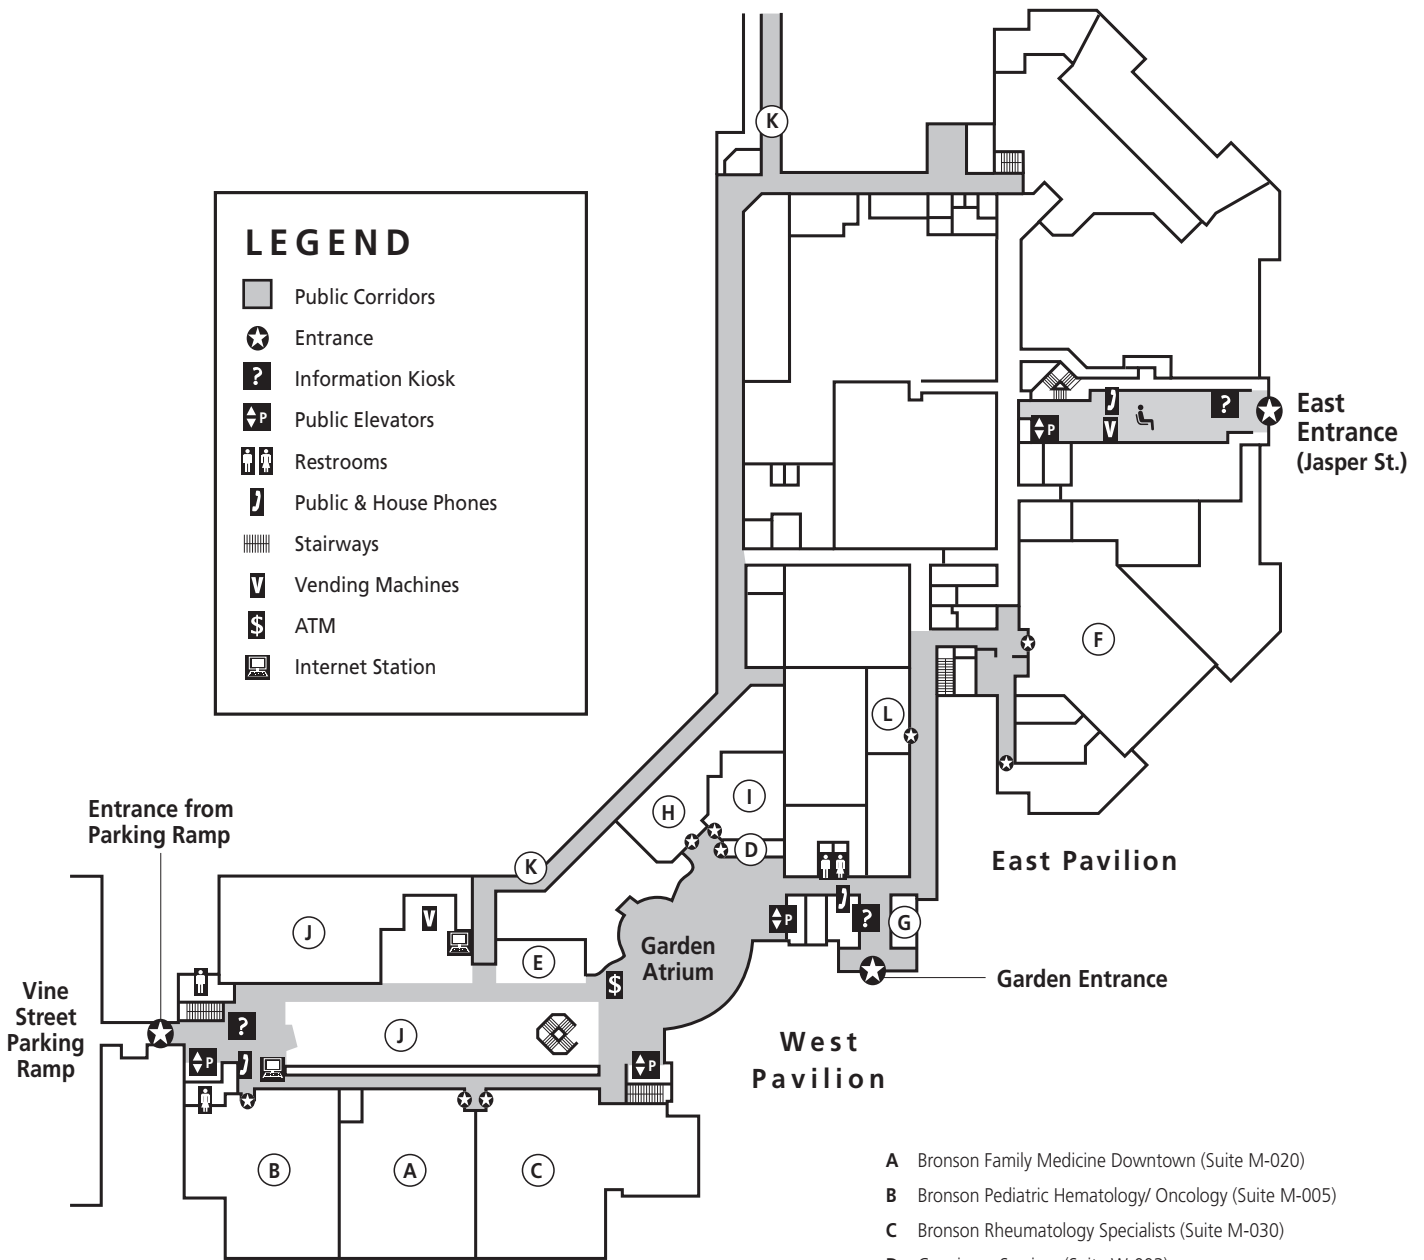 K
LEGEND
Public Corridors
Entrance
? Information Kiosk
P Public Elevators
Restrooms
Public & House Phones
Stairways
V Vending Machines
$ ATM
Internet Station
?
P
V
East
Entrance
(Jasper St.)
F
L
H
I
D
Entrance from
Parking Ramp
K
East Pavilion
J
V
E
$
Garden
Atrium
P
?
G
Garden Entrance
Vine
Street
Parking
Ramp
?
P
J
P
West
Pavilion
B
A
C
A Bronson Family Medicine Downtown (Suite M-020)
B Bronson Pediatric Hematology/ Oncology (Suite M-005)
C Bronson Rheumatology Specialists (Suite M-030)